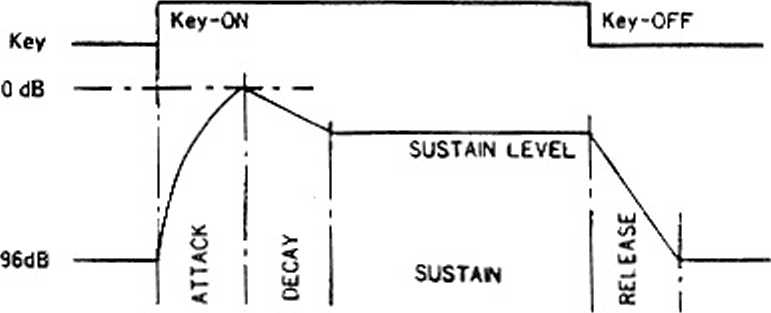 Key-ON
Key-OFF
Key
0 dB
SUSTAIN LEVEL
96dB
ATTACK
DECAY
SUSTAIN
RELEASE